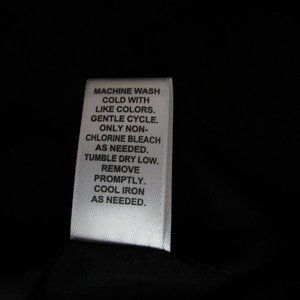 MACHINE WASH
COLD WITH
LIKE COLORS.
GENTLE CYCLE.
ONLY NON-
CHLORINE BLEACH
AS NEEDED.
TUMBLE DRY LOW.
REMOVE
PROMPTLY.
COOL IRON
AS NEEDED.